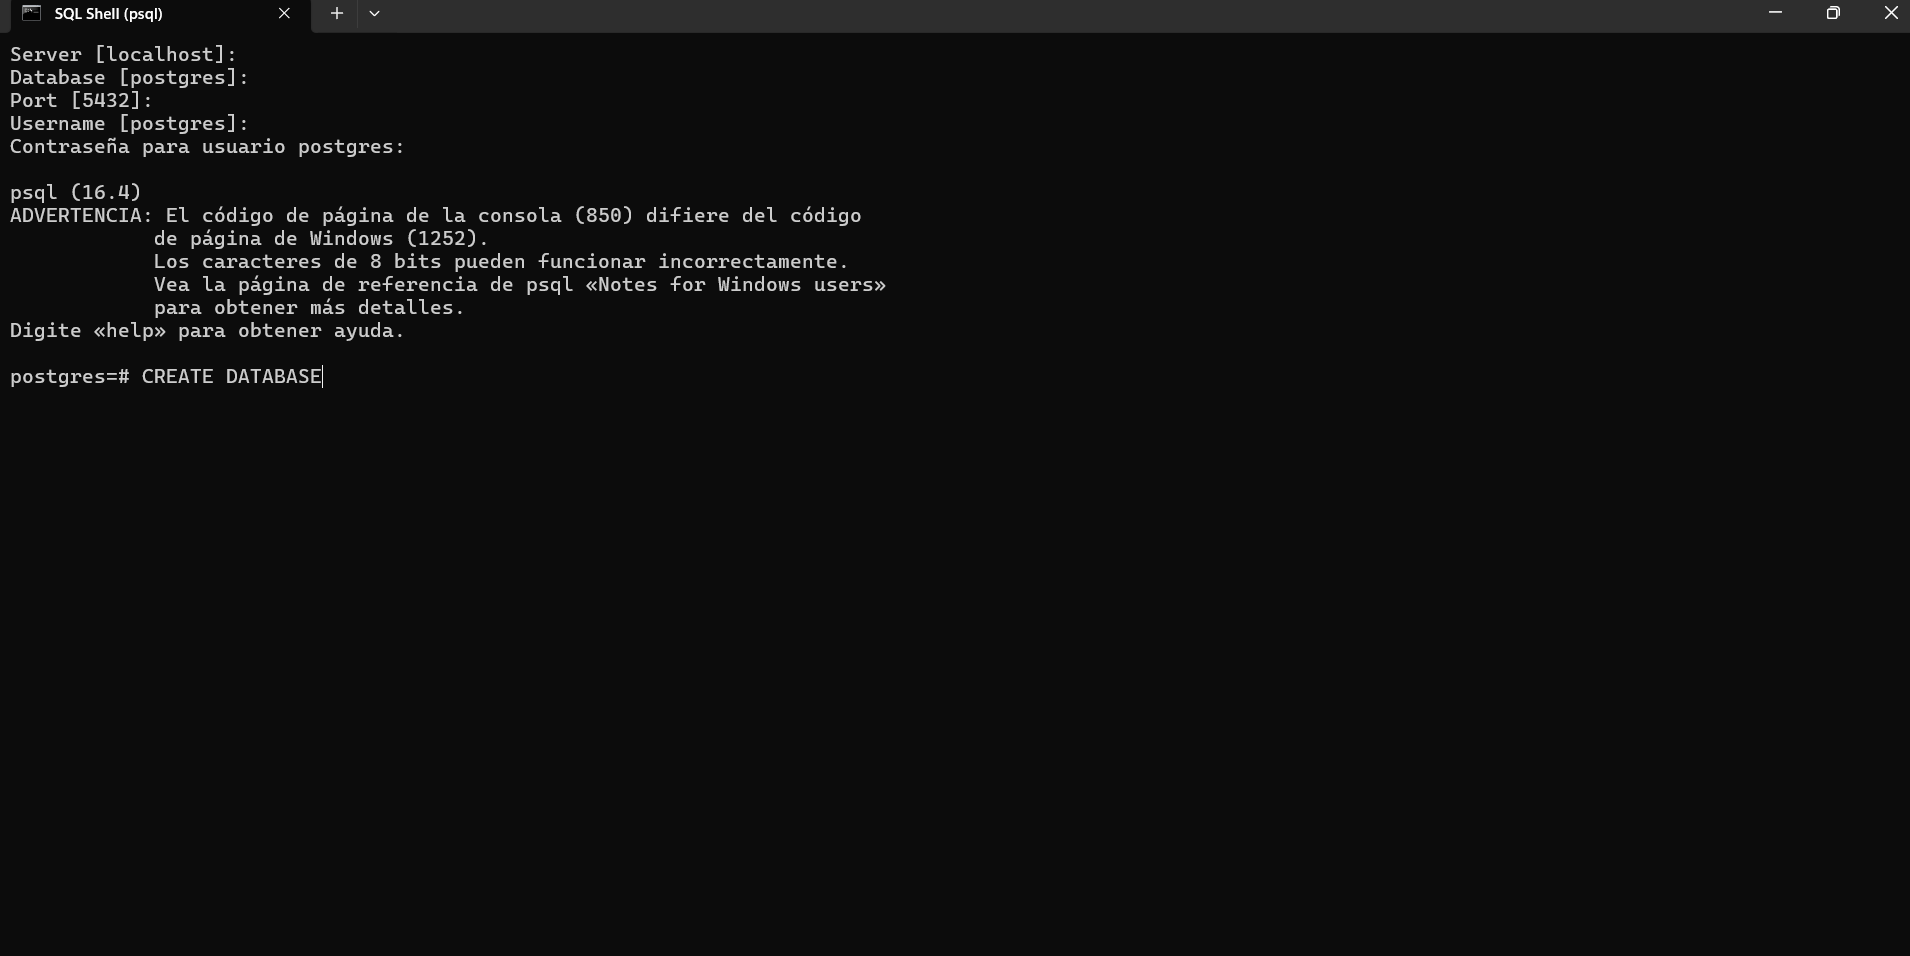 SQL Shell (psql)
Server [localhost]:
Database [postgres]:
Port [5432]:
Username [postgres]:
Contraseña para usuario postgres:
psql (16.4)
ADVERTENCIA: El código de página de la consola (850) difiere del código
de página de Windows (1252).
Los caracteres de 8 bits pueden funcionar incorrectamente.
Vea la página de referencia de psql «Notes for Windows users»
para obtener más detalles.
Digite «help» para obtener ayuda.
postgres=# CREATE DATABASE